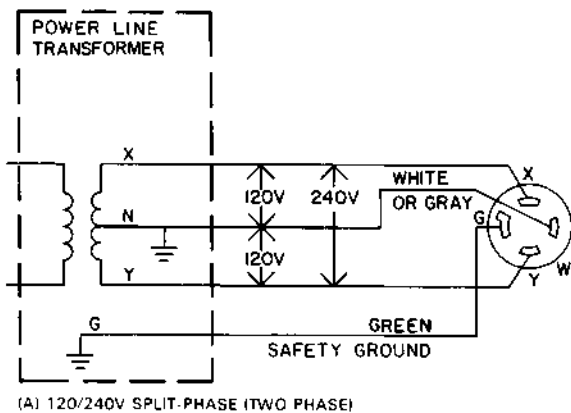 POWER LINE
TRANSFORMER
X
X
120V
240V
WHITE
OR GRAY
N
G
120V
W
Y
Y
G
GREEN
SAFETY GROUND
(A) 120/240V SPLIT-PHASE (TWO PHASE)